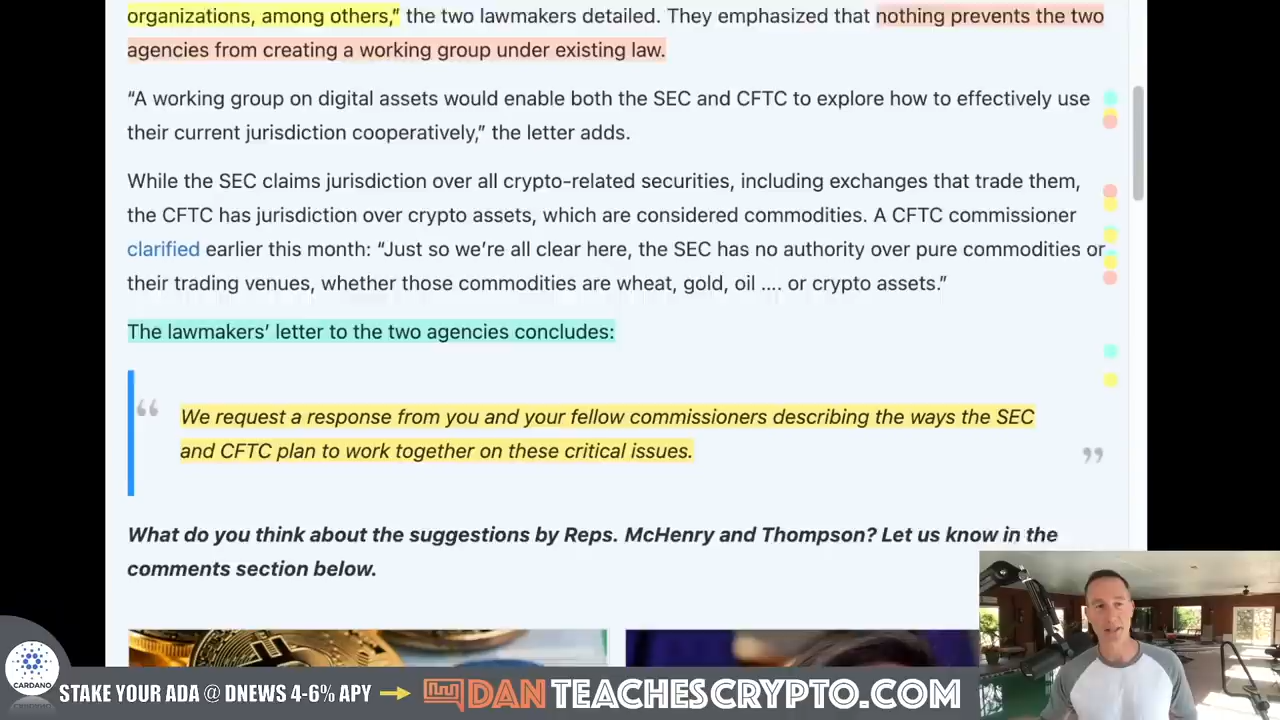 organizations, among others,” the two lawmakers detailed. They emphasized that nothing prevents the two
agencies from creating a working group under existing law.
“A working group on digital assets would enable both the SEC and CFTC to explore how to effectively use
their current jurisdiction cooperatively,” the letter adds.
While the SEC claims jurisdiction over all crypto-related securities, including exchanges that trade them,
the CFTC has jurisdiction over crypto assets, which are considered commodities. A CFTC commissioner
clarified earlier this month: “Just so we’re all clear here, the SEC has no authority over pure commodities or
their trading venues, whether those commodities are wheat, gold, oil …. or crypto assets.”
The lawmakers’ letter to the two agencies concludes:
“
We request a response from you and your fellow commissioners describing the ways the SEC
and CFTC plan to work together on these critical issues.
”
What do you think about the suggestions by Reps. McHenry and Thompson? Let us know in the
comments section below.
CARDANO
STAKE YOUR ADA @ DNEWS 4-6% APY
DANTEACHESCRYPTO.COM